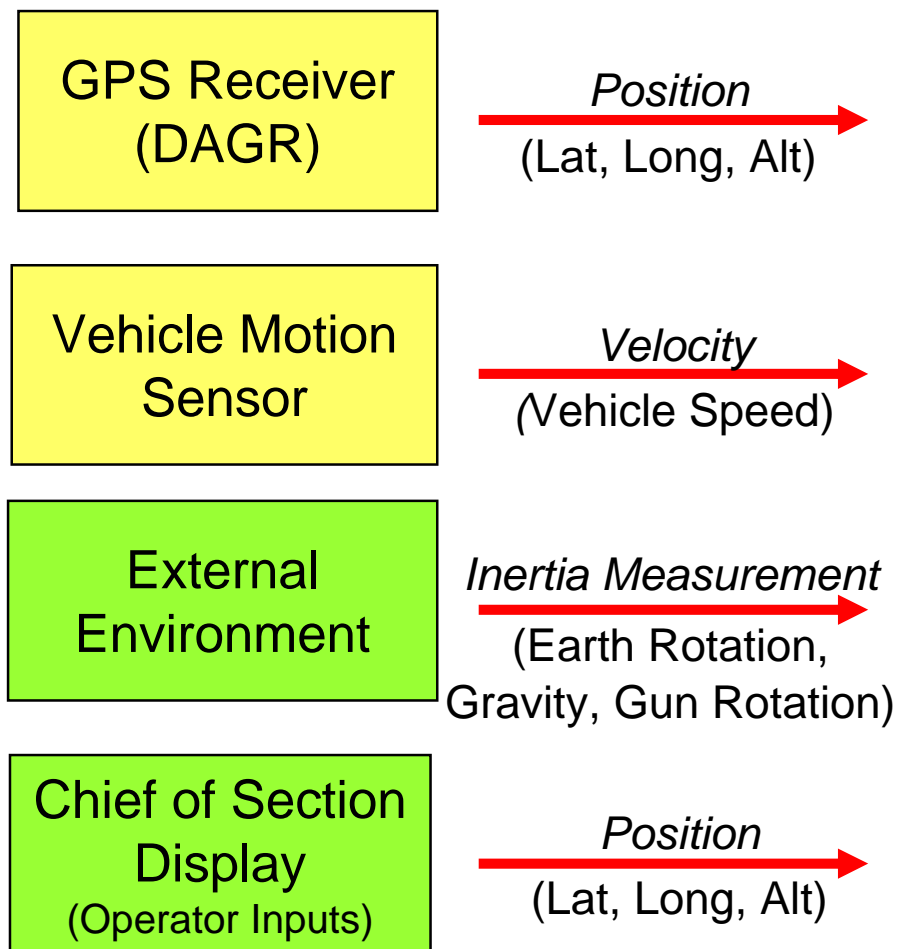 GPS Receiver
(DAGR)
Position
(Lat, Long, Alt)
Vehicle Motion
Sensor
Velocity
(Vehicle Speed)
External
Environment
Inertia Measurement
(Earth Rotation,
Gravity, Gun Rotation)
Chief of Section
Display
(Operator Inputs)
Position
(Lat, Long, Alt)